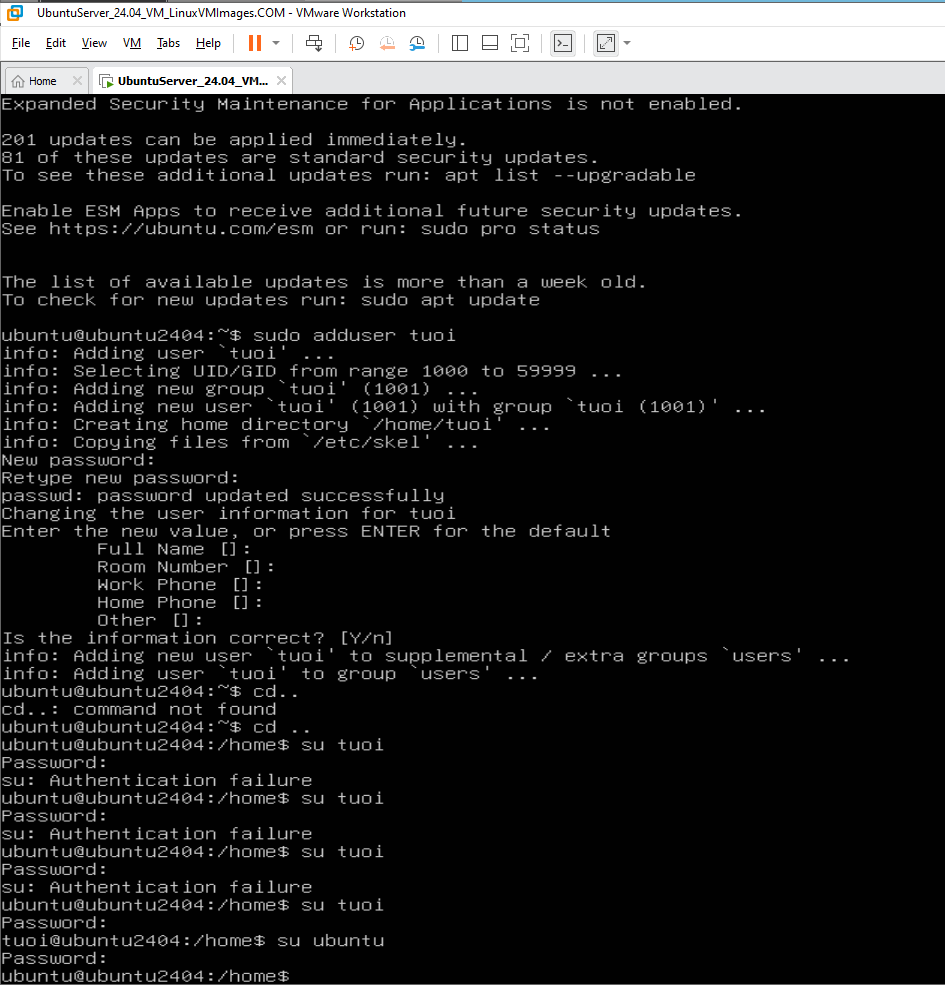 UbuntuServer_24.04_VM_LinuxVMImages.COM - VMware Workstation
File Edit View VM Tabs Help
Home UbuntuServer_24.04_VM...
Expanded Security Maintenance for Applications is not enabled.
201 updates can be applied immediately.
81 of these updates are standard security updates.
To see these additional updates run: apt list --upgradable
Enable ESM Apps to receive additional future security updates.
See https://ubuntu.com/esm or run: sudo pro status
The list of available updates is more than a week old.
To check for new updates run: sudo apt update
ubuntu@ubuntu2404:~$ sudo adduser tuoi
info: Adding user `tuoi' ...
info: Selecting UID/GID from range 1000 to 59999 ...
info: Adding new group `tuoi' (1001) ...
info: Adding new user `tuoi' (1001) with group `tuoi (1001)' ...
info: Creating home directory `/home/tuoi' ...
info: Copying files from `/etc/skel' ...
New password:
Retype new password:
passwd: password updated successfully
Changing the user information for tuoi
Enter the new value, or press ENTER for the default
Full Name []:
Room Number []:
Work Phone []:
Home Phone []:
Other []:
Is the information correct? [Y/n]
info: Adding new user `tuoi' to supplemental / extra groups `users' ...
info: Adding user `tuoi' to group `users' ...
ubuntu@ubuntu2404:~$ cd..
cd..: command not found
ubuntu@ubuntu2404:~$ cd ..
ubuntu@ubuntu2404:/home$ su tuoi
Password:
su: Authentication failure
ubuntu@ubuntu2404:/home$ su tuoi
Password:
su: Authentication failure
ubuntu@ubuntu2404:/home$ su tuoi
Password:
su: Authentication failure
ubuntu@ubuntu2404:/home$ su tuoi
Password:
tuoi@ubuntu2404:/home$ su ubuntu
Password:
ubuntu@ubuntu2404:/home$